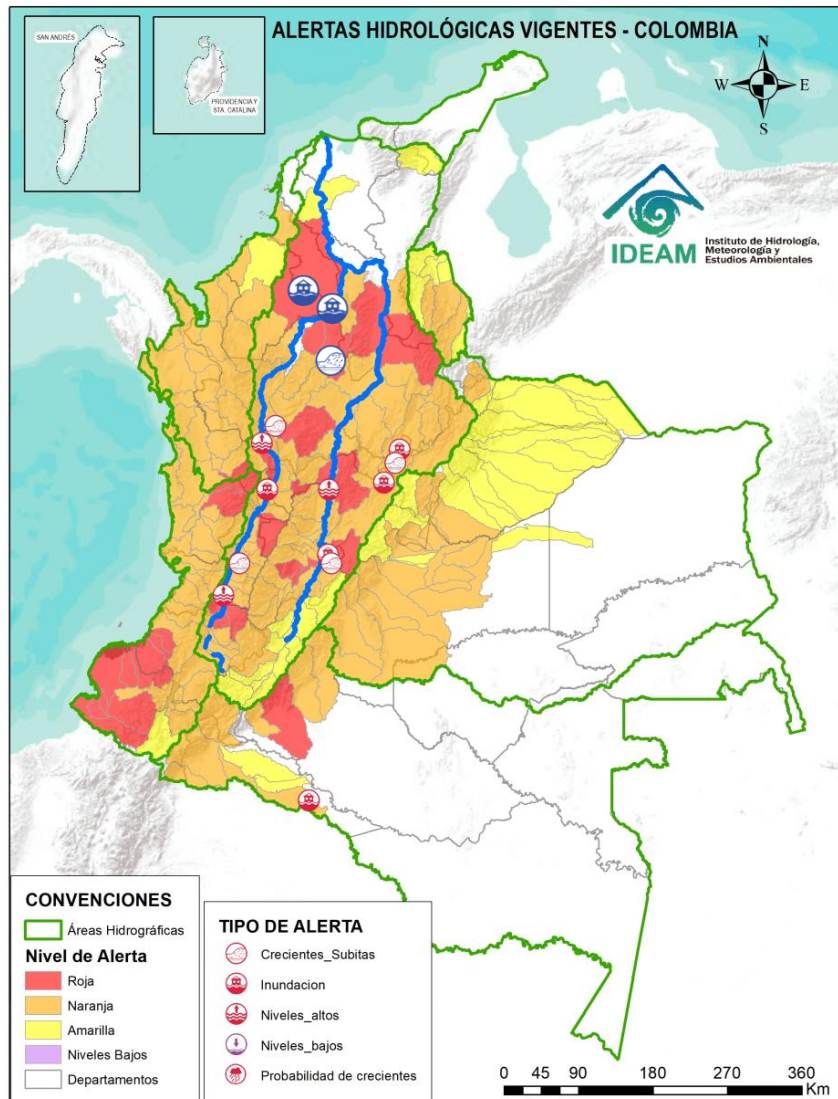 ALERTAS HIDROLÓGICAS VIGENTES - COLOMBIA
SAN ANDRÉS
PROVIDENCIA Y
STA. CATALINA
N
W
E
S
IDEAM
Instituto de Hidrología,
Meteorología y
Estudios Ambientales
CONVENCIONES
Áreas Hidrográficas
Nivel de Alerta
Roja
Naranja
Amarilla
Niveles Bajos
Departamentos
TIPO DE ALERTA
Crecientes_Subitas
Inundacion
Niveles_altos
Niveles_bajos
Probabilidad de crecientes
0 45 90 180 270 360
Km